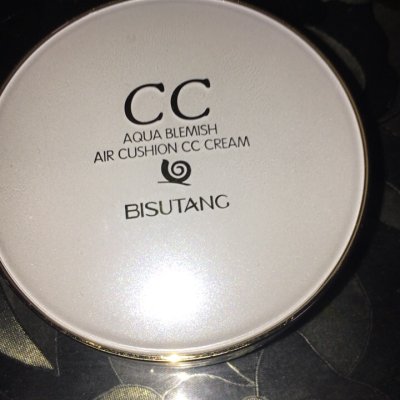 CC
AQUA BLEMISH
AIR CUSHION CC CREAM
BISUTANG